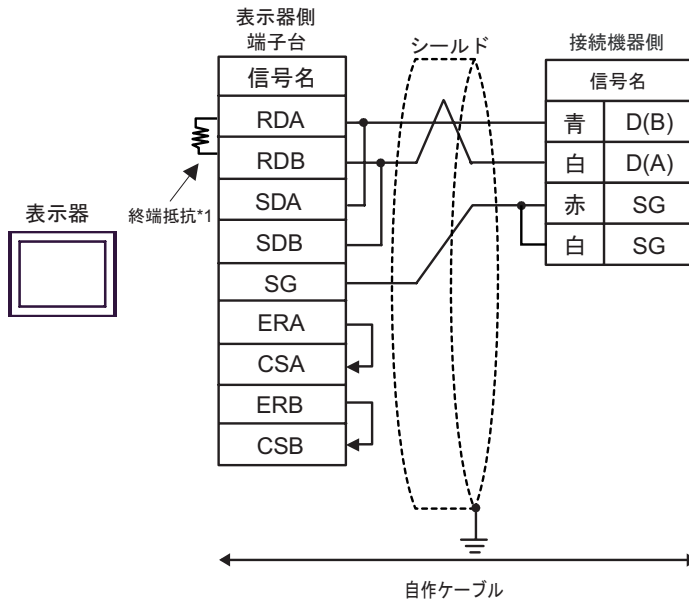 表示器側
端子台
シールド
接続機器側
信号名
信号名
RDA
青 D(B)
RDB
白 D(A)
SDA
赤 SG
SDB
白 SG
SG
ERA
CSA
ERB
CSB
表示器
終端抵抗*1
自作ケーブル